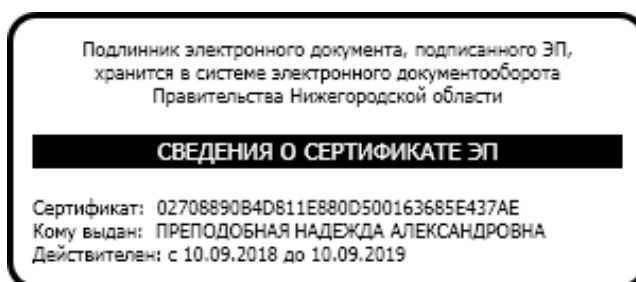 Подлинник электронного документа, подписанного ЭП,
хранится в системе электронного документооборота
Правительства Нижегородской области
СВЕДЕНИЯ О СЕРТИФИКАТЕ ЭП
Сертификат: 02708890B4D811E880D500163685E437AE
Кому выдан: ПРЕПОДОБНАЯ НАДЕЖДА АЛЕКСАНДРОВНА
Действителен: с 10.09.2018 до 10.09.2019